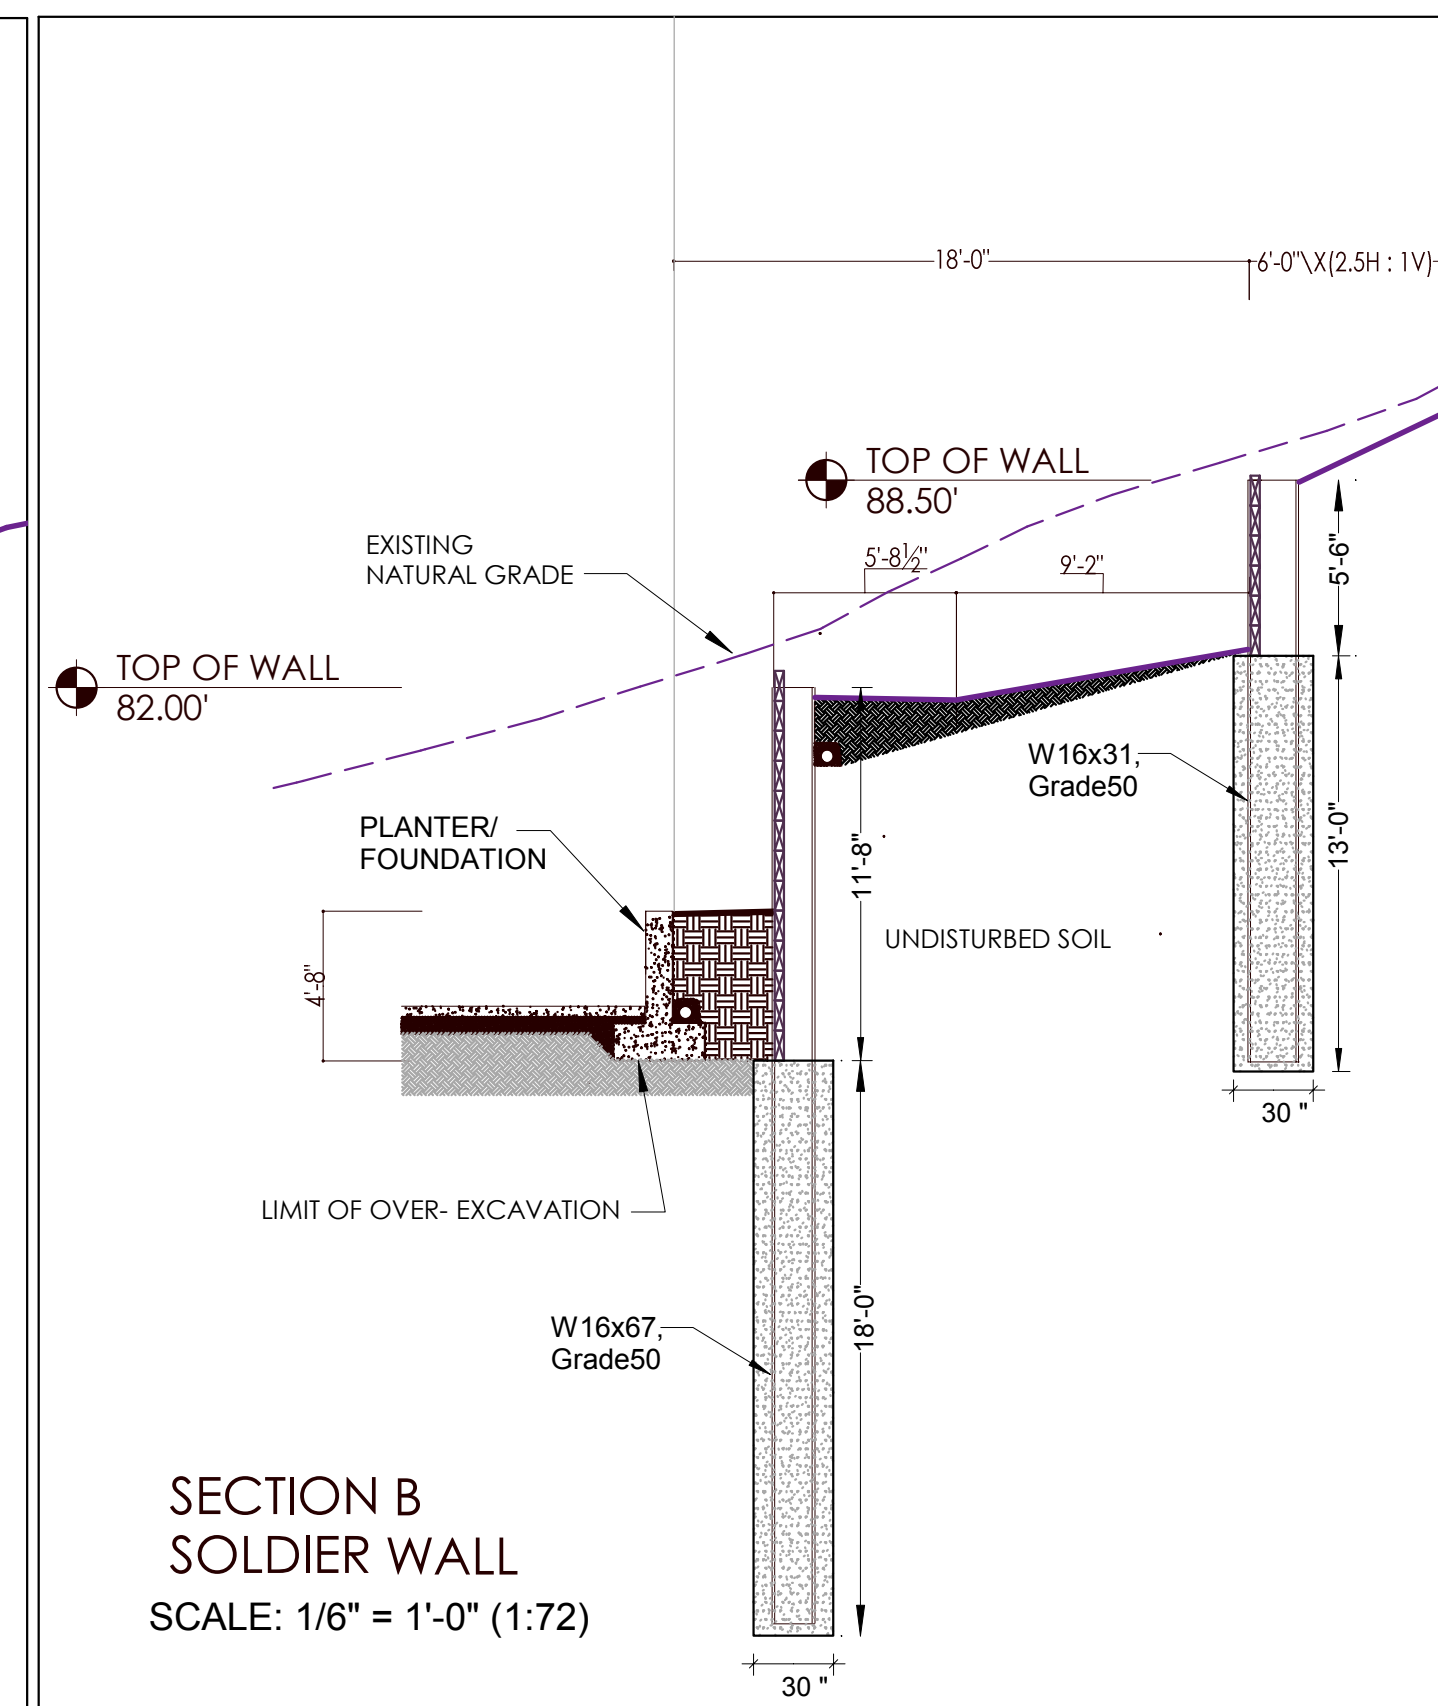 18'-0"
6'-0"\X(2.5H : 1V)
TOP OF WALL
88.50'
EXISTING
NATURAL GRADE
5'-8½"
9'-2"
5'-6"
TOP OF WALL
82.00'
W16x31,
Grade50
PLANTER/
FOUNDATION
11'-8"
13'-0"
UNDISTURBED SOIL
4'-8"
30 "
LIMIT OF OVER- EXCAVATION
W16x67,
Grade50
18'-0"
SECTION B
SOLDIER WALL
SCALE: 1/6" = 1'-0" (1:72)
30 "